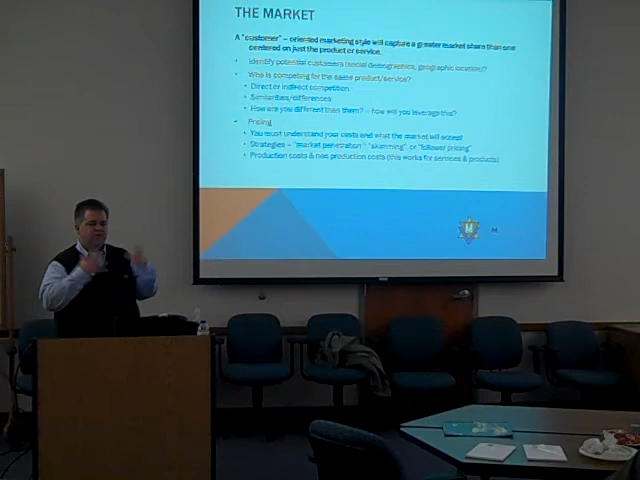 THE MARKET
A "customer" – oriented marketing style will capture a greater market share than one
centered on just the product or service.
• Identify potential customers (social demographics, geographic location)?
• Who is competing for the same product/service?
• Direct or indirect competition
• Similarities/differences
• How are you different than them? – how will you leverage this?
• Pricing
• You must understand your costs and what the market will accept
• Strategies – "market penetration" "skimming" or "follower pricing"
• Production costs & non production costs (this works for services & products)
M
M